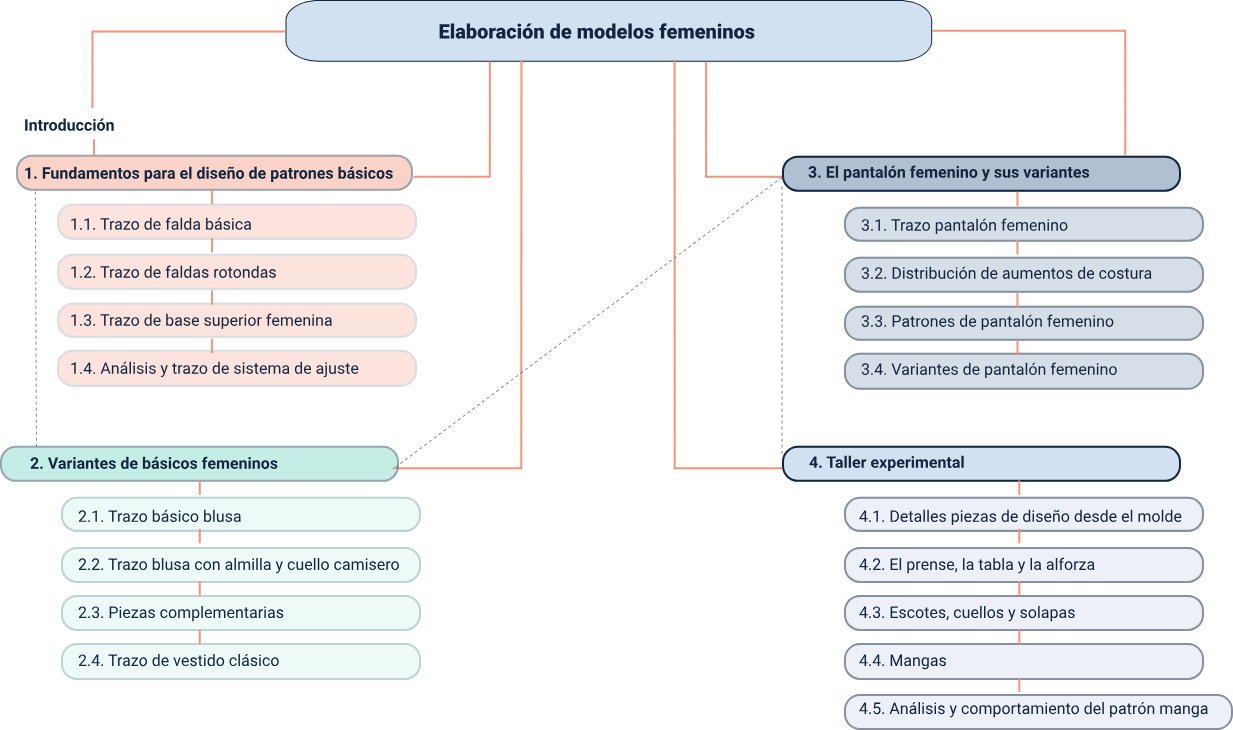 Elaboración de modelos femeninos
Introducción
1. Fundamentos para el diseño de patrones básicos
1.1. Trazo de falda básica
1.2. Trazo de faldas rotondas
1.3. Trazo de base superior femenina
1.4. Análisis y trazo de sistema de ajuste
2. Variantes de básicos femeninos
2.1. Trazo básico blusa
2.2. Trazo blusa con almilla y cuello camisero
2.3. Piezas complementarias
2.4. Trazo de vestido clásico
3. El pantalón femenino y sus variantes
3.1. Trazo pantalón femenino
3.2. Distribución de aumentos de costura
3.3. Patrones de pantalón femenino
3.4. Variantes de pantalón femenino
4. Taller experimental
4.1. Detalles piezas de diseño desde el molde
4.2. El prense, la tabla y la alforza
4.3. Escotes, cuellos y solapas
4.4. Mangas
4.5. Análisis y comportamiento del patrón manga